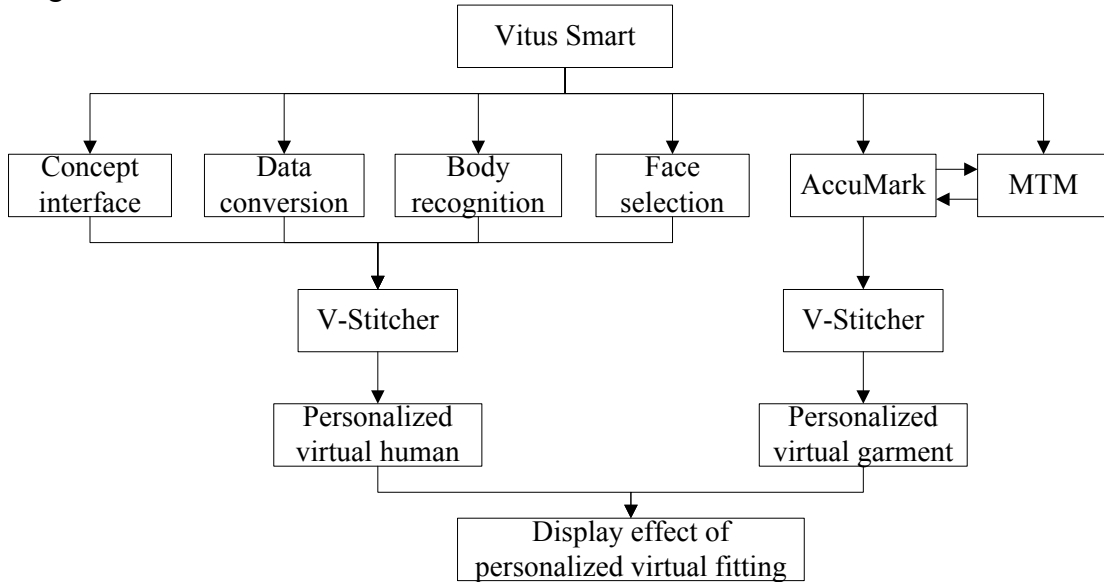 Vitus Smart
Concept
interface
Data
conversion
Body
recognition
Face
selection
AccuMark
MTM
V-Stitcher
V-Stitcher
Personalized
virtual human
Personalized
virtual garment
Display effect of
personalized virtual fitting